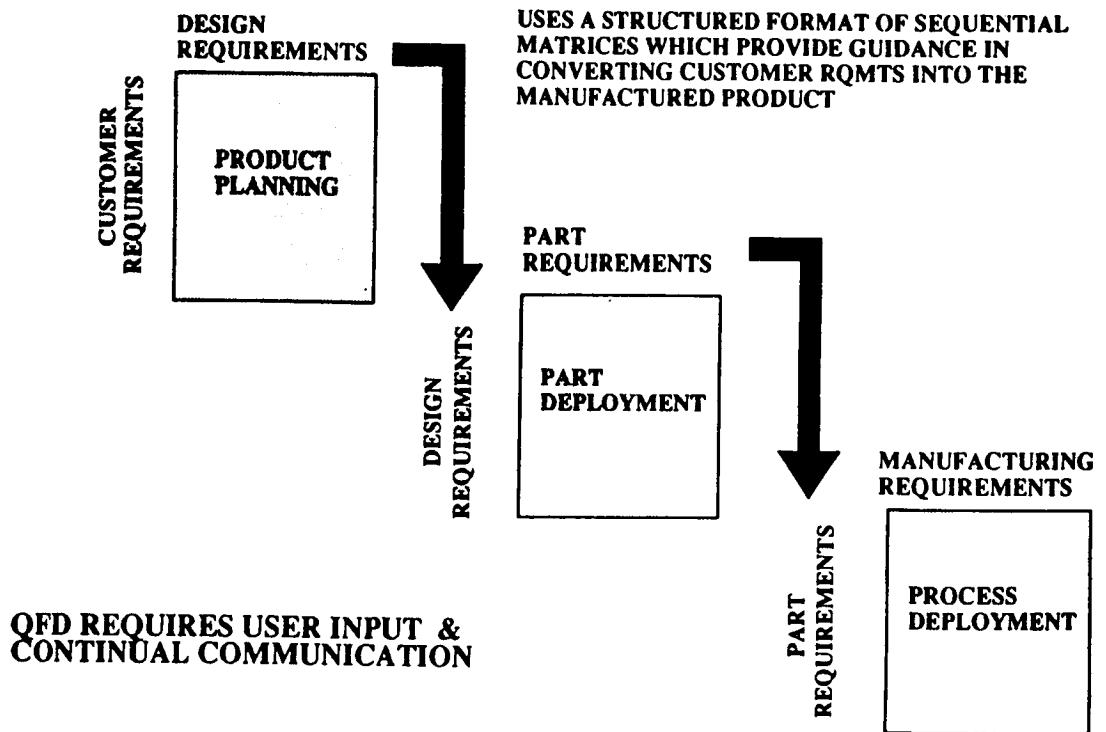 DESIGN
REQUIREMENTS
USES A STRUCTURED FORMAT OF SEQUENTIAL
MATRICES WHICH PROVIDE GUIDANCE IN
CONVERTING CUSTOMER RQMTS INTO THE
MANUFACTURED PRODUCT
CUSTOMER
REQUIREMENTS
PRODUCT
PLANNING
PART
REQUIREMENTS
DESIGN
REQUIREMENTS
PART
DEPLOYMENT
MANUFACTURING
REQUIREMENTS
PART
REQUIREMENTS
PROCESS
DEPLOYMENT
QFD REQUIRES USER INPUT &
CONTINUAL COMMUNICATION